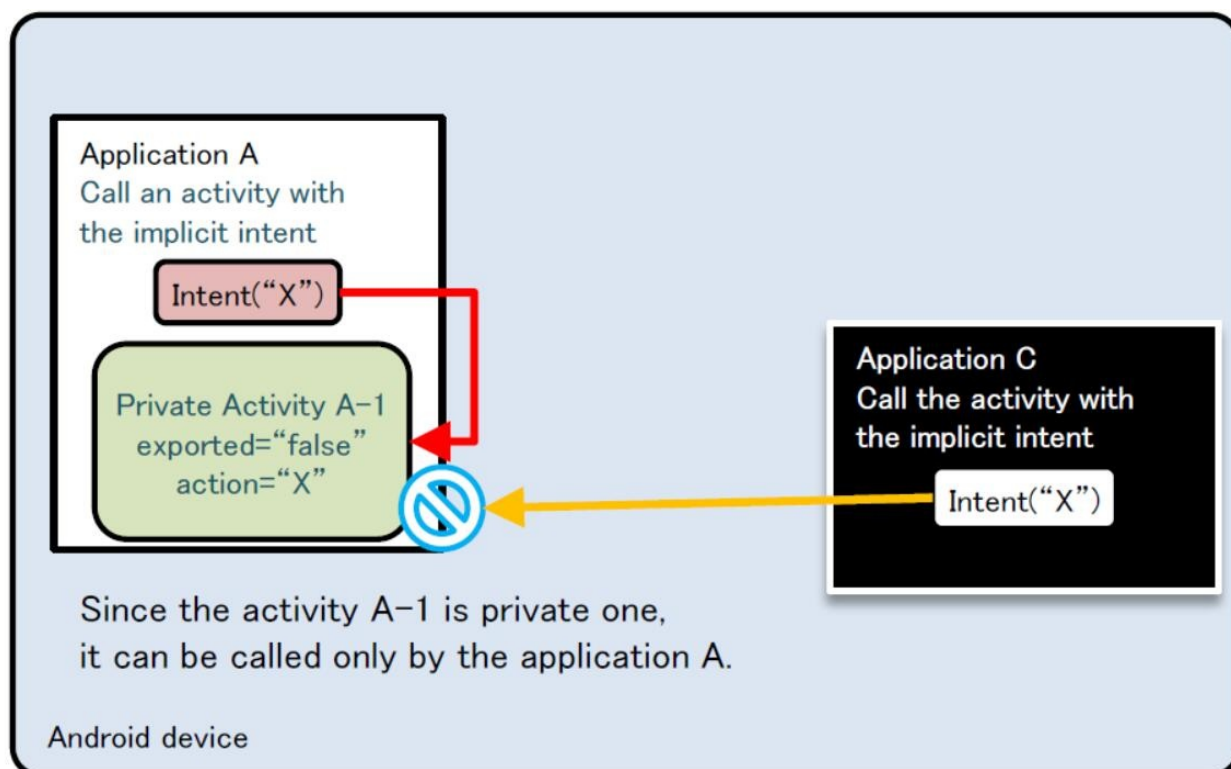 Application A
Call an activity with
the implicit intent
Intent(“X”)
Private Activity A-1
exported=“false”
action=“X”
Application C
Call the activity with
the implicit intent
Intent(“X”)
Since the activity A-1 is private one,
it can be called only by the application A.
Android device